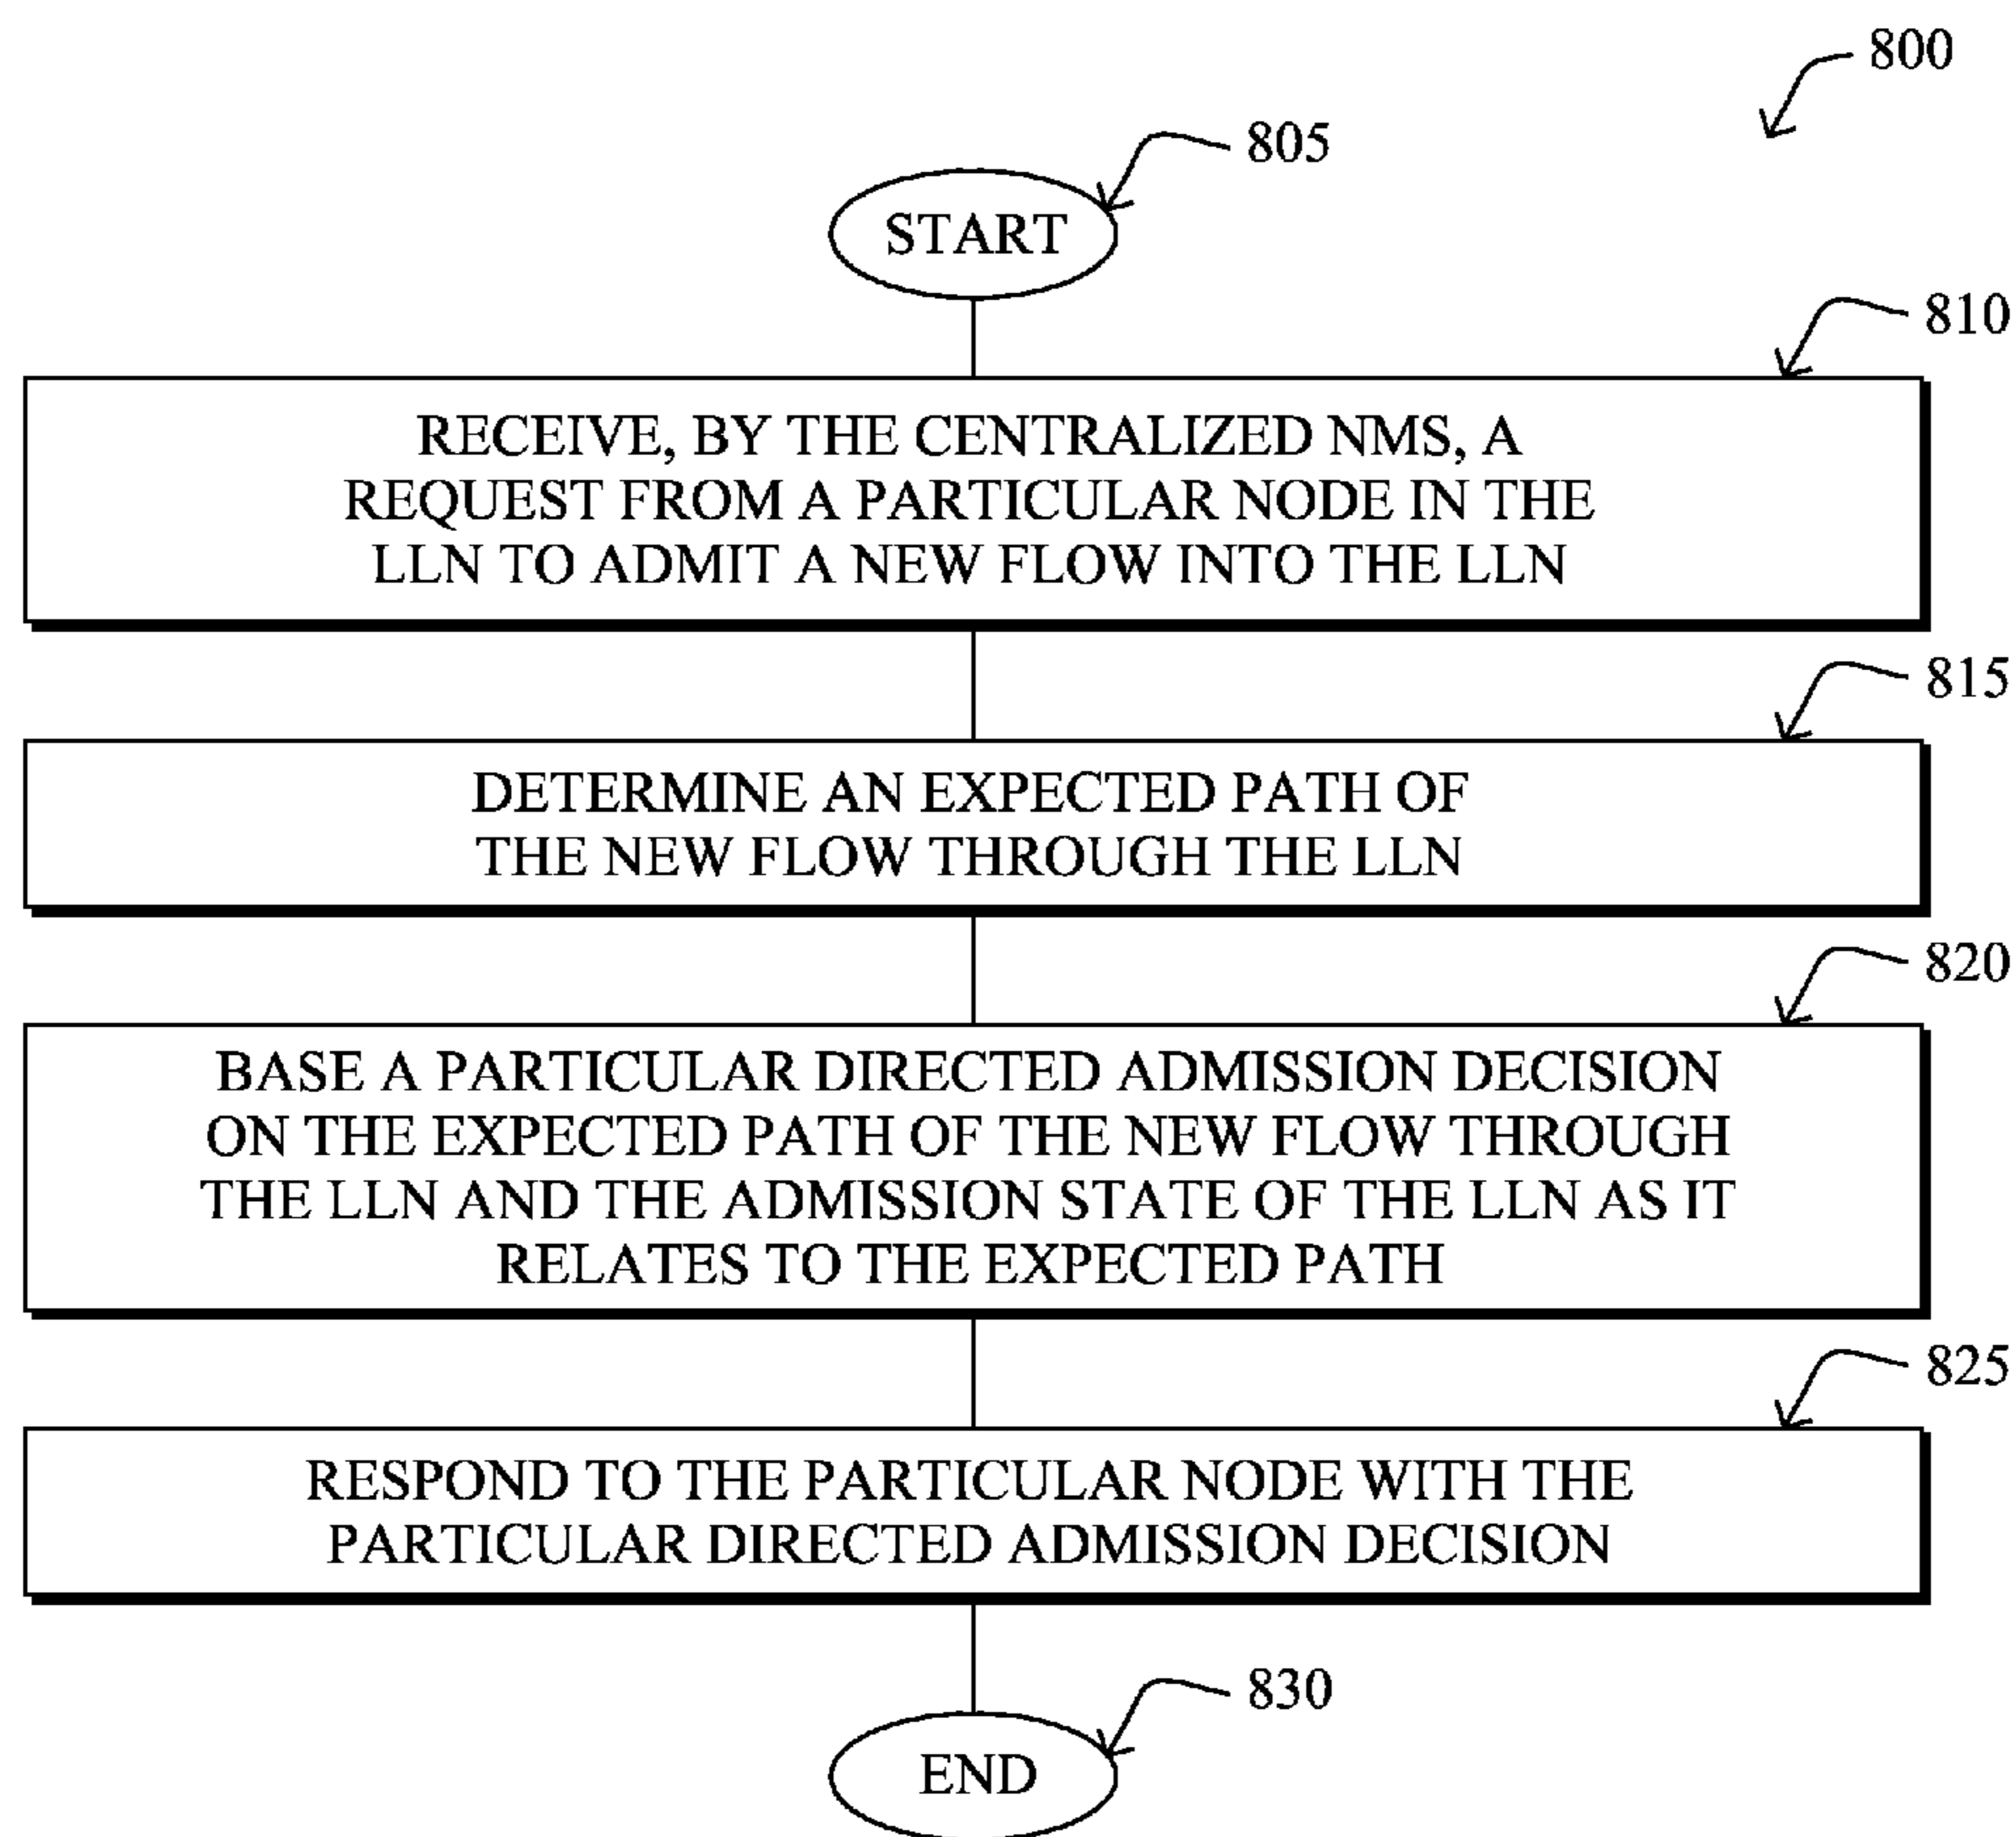 800
805
START
810
RECEIVE, BY THE CENTRALIZED NMS, A
REQUEST FROM A PARTICULAR NODE IN THE
LLN TO ADMIT A NEW FLOW INTO THE LLN
815
DETERMINE AN EXPECTED PATH OF
THE NEW FLOW THROUGH THE LLN
820
BASE A PARTICULAR DIRECTED ADMISSION DECISION
ON THE EXPECTED PATH OF THE NEW FLOW THROUGH
THE LLN AND THE ADMISSION STATE OF THE LLN AS IT
RELATES TO THE EXPECTED PATH
825
RESPOND TO THE PARTICULAR NODE WITH THE
PARTICULAR DIRECTED ADMISSION DECISION
830
END